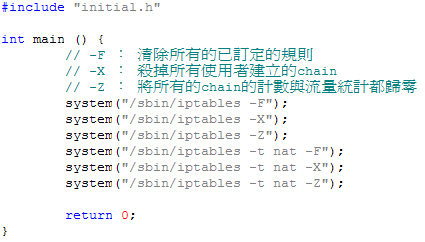 #include "initial.h"
int main () {
// -F : 清除所有的已訂定的規則
// -X : 殺掉所有使用者建立的chain
// -Z : 將所有的chain的計數與流量統計都歸零
system("/sbin/iptables -F");
system("/sbin/iptables -X");
system("/sbin/iptables -Z");
system("/sbin/iptables -t nat -F");
system("/sbin/iptables -t nat -X");
system("/sbin/iptables -t nat -Z");
return 0;
}